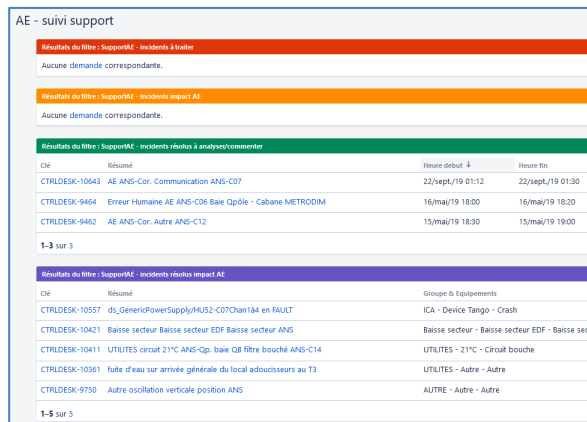 AE - suivi support
Résultats du filtre : SupportAE - incidents à traiter
Aucune demande correspondante.
Résultats du filtre : SupportAE - incidents impact AE
Aucune demande correspondante.
Résultats du filtre : SupportAE - incidents résolus à analyser/commenter
Clé Résumé Heure debut ↓ Heure fin
CTRLDESK-10643 AE ANS-Cor. Communication ANS-C07 22/sept./19 01:12 22/sept./19 01:30
CTRLDESK-9464 Erreur Humaine AE ANS-C06 Baie Qpôle - Cabane METRODIM 16/mai/19 18:00 16/mai/19 18:20
CTRLDESK-9462 AE ANS-Cor. Autre ANS-C12 15/mai/19 18:30 15/mai/19 19:00
1–3 sur 3
Résultats du filtre : SupportAE - incidents résolus impact AE
Clé Résumé Groupe & Equipements
CTRLDESK-10557 ds_GenericPowerSupply/HU52-C07Chan1à4 en FAULT ICA - Device Tango - Crash
CTRLDESK-10421 Baisse secteur Baisse secteur EDF Baisse secteur ANS Baisse secteur - Baisse secteur EDF - Baisse sec
CTRLDESK-10411 UTILITES circuit 21°C ANS-Qp. baie QB filtre bouché ANS-C14 UTILITES - 21°C - Circuit bouche
CTRLDESK-10361 fuite d'eau sur arrivée générale du local adoucisseurs au T3 UTILITES - Autre - Autre
CTRLDESK-9750 Autre oscillation verticale position ANS AUTRE - Autre - Autre
1–5 sur 5